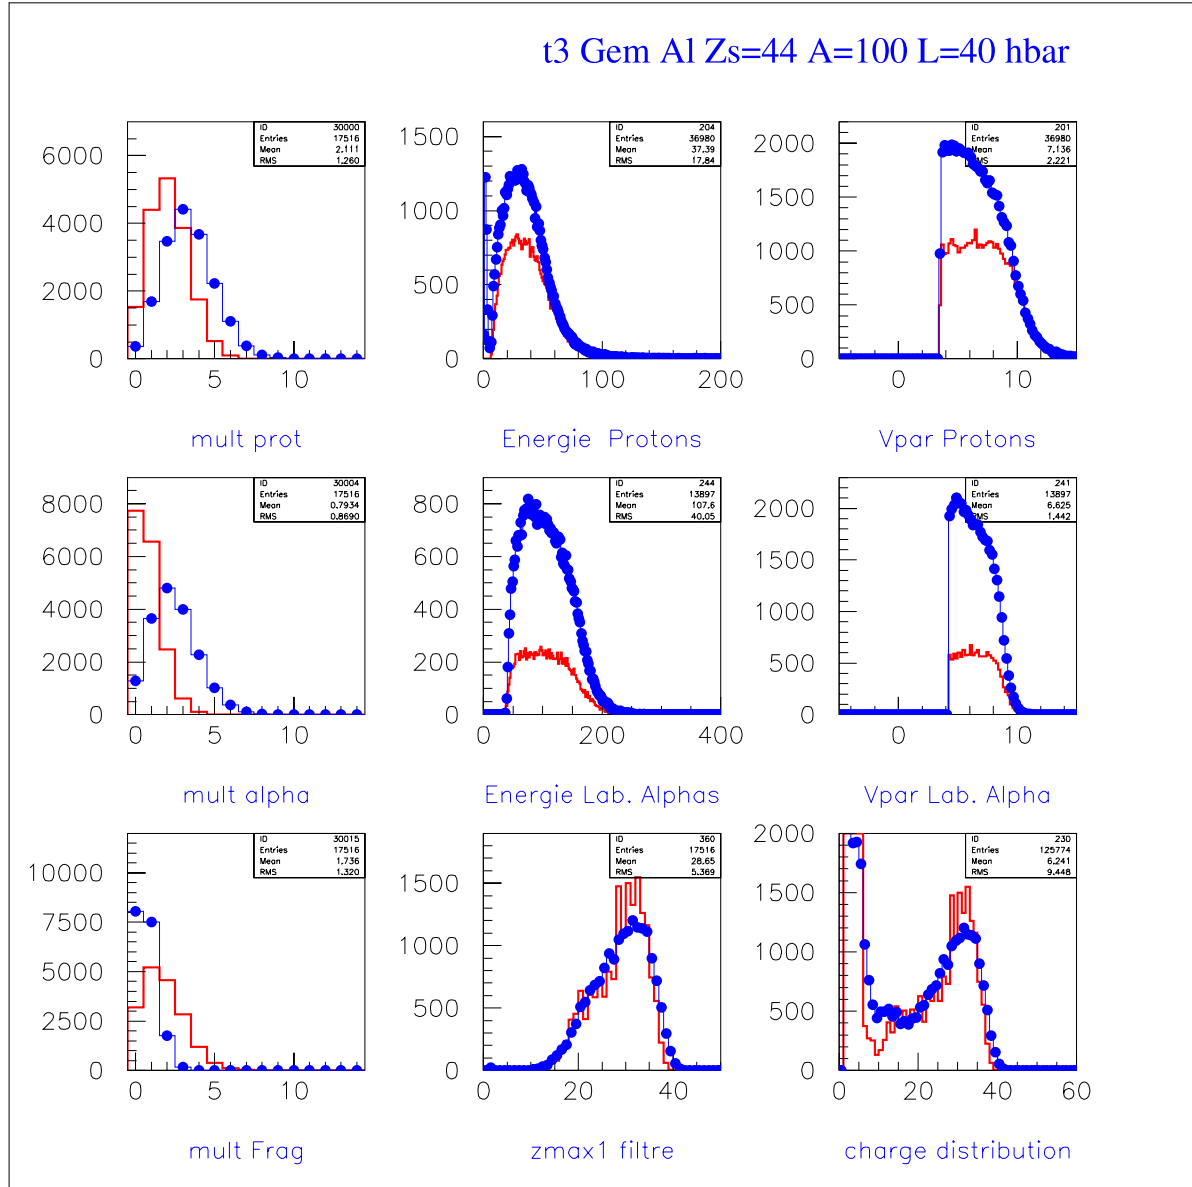 t3 Gem Al Zs=44 A=100 L=40 hbar
ID 30000
Entries 17516
Mean 2.111
RMS 1.260
6000
4000
2000
0
0 5 10
mult prot
ID 204
Entries 36980
Mean 37.39
RMS 17.84
1500
1000
500
0
0 100 200
Energie Protons
ID 201
Entries 36980
Mean 7.136
RMS 2.221
2000
1500
1000
500
0
0 10
Vpar Protons
ID 30004
Entries 17516
Mean 0.7934
RMS 0.8690
8000
6000
4000
2000
0
0 5 10
mult alpha
ID 244
Entries 13897
Mean 107.6
RMS 40.05
800
600
400
200
0
0 200 400
Energie Lab. Alphas
ID 241
Entries 13897
Mean 6.625
RMS 1.442
2000
1500
1000
500
0
0 10
Vpar Lab. Alpha
ID 30015
Entries 17516
Mean 1.736
RMS 1.320
10000
7500
5000
2500
0
0 5 10
mult Frag
ID 360
Entries 17516
Mean 28.65
RMS 5.369
1500
1000
500
0
0 20 40
zmax1 filtre
ID 230
Entries 125774
Mean 6.241
RMS 9.448
2000
1500
1000
500
0
0 20 40 60
charge distribution